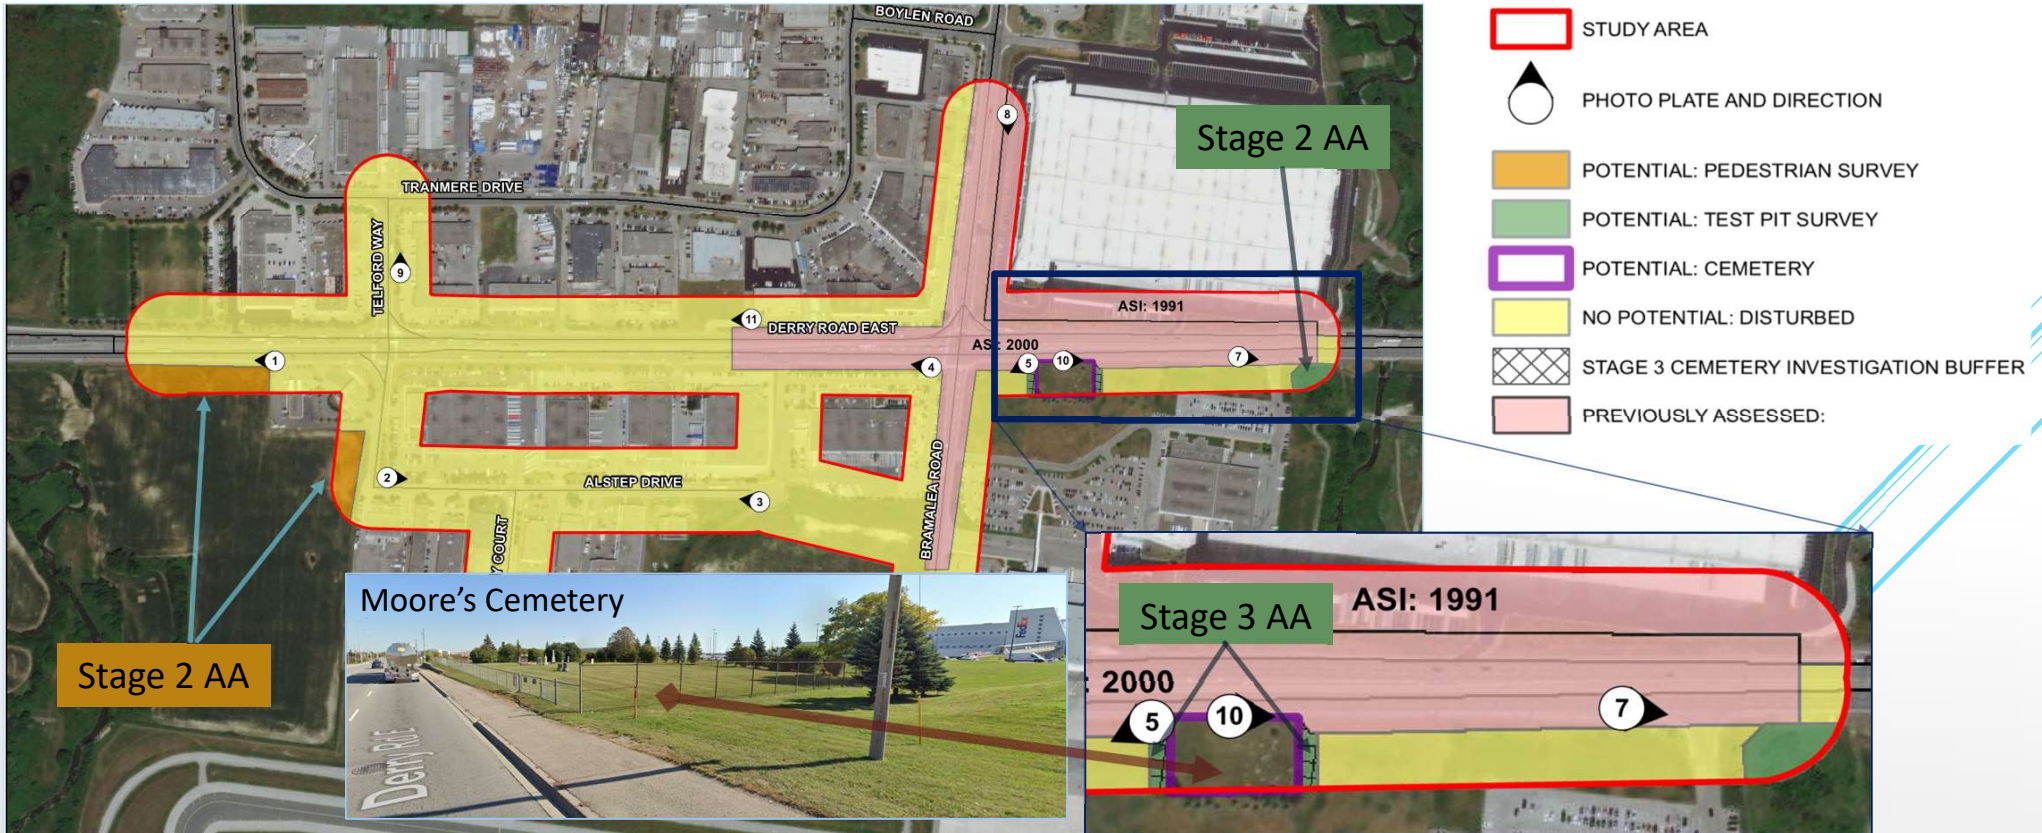 BOYLEN ROAD
8
Stage 2 AA
TRANMERE DRIVE
TELFORD WAY
9
ASI: 1991
11
DERRY ROAD EAST
1
4
5
10
7
2
ALSTEP DRIVE
3
BRAMALEA ROAD
Y COURT
Stage 2 AA
Moore's Cemetery
FedEx
Derry Rd E
STUDY AREA
PHOTO PLATE AND DIRECTION
POTENTIAL: PEDESTRIAN SURVEY
POTENTIAL: TEST PIT SURVEY
POTENTIAL: CEMETERY
NO POTENTIAL: DISTURBED
STAGE 3 CEMETERY INVESTIGATION BUFFER
PREVIOUSLY ASSESSED:
Stage 3 AA
ASI: 1991
: 2000
5
10
7